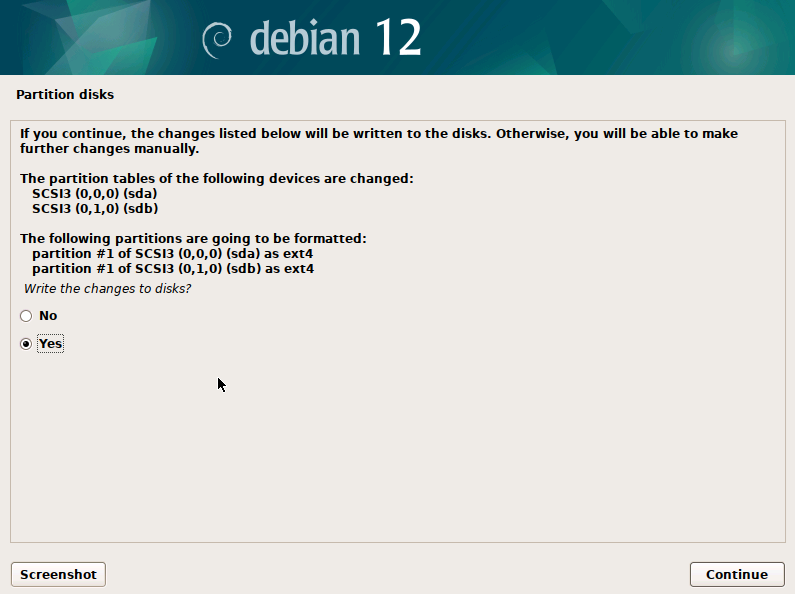 debian 12
Partition disks
If you continue, the changes listed below will be written to the disks. Otherwise, you will be able to make
further changes manually.
The partition tables of the following devices are changed:
SCSI3 (0,0,0) (sda)
SCSI3 (0,1,0) (sdb)
The following partitions are going to be formatted:
partition #1 of SCSI3 (0,0,0) (sda) as ext4
partition #1 of SCSI3 (0,1,0) (sdb) as ext4
Write the changes to disks?
No
Yes
Screenshot
Continue